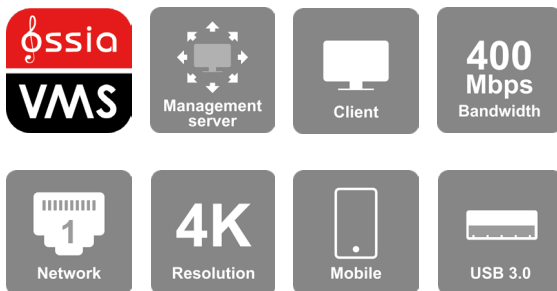 ossia
VMS
Management
server
Client
400
Mbps
Bandwidth
1
Network
4K
Resolution
Mobile
USB 3.0